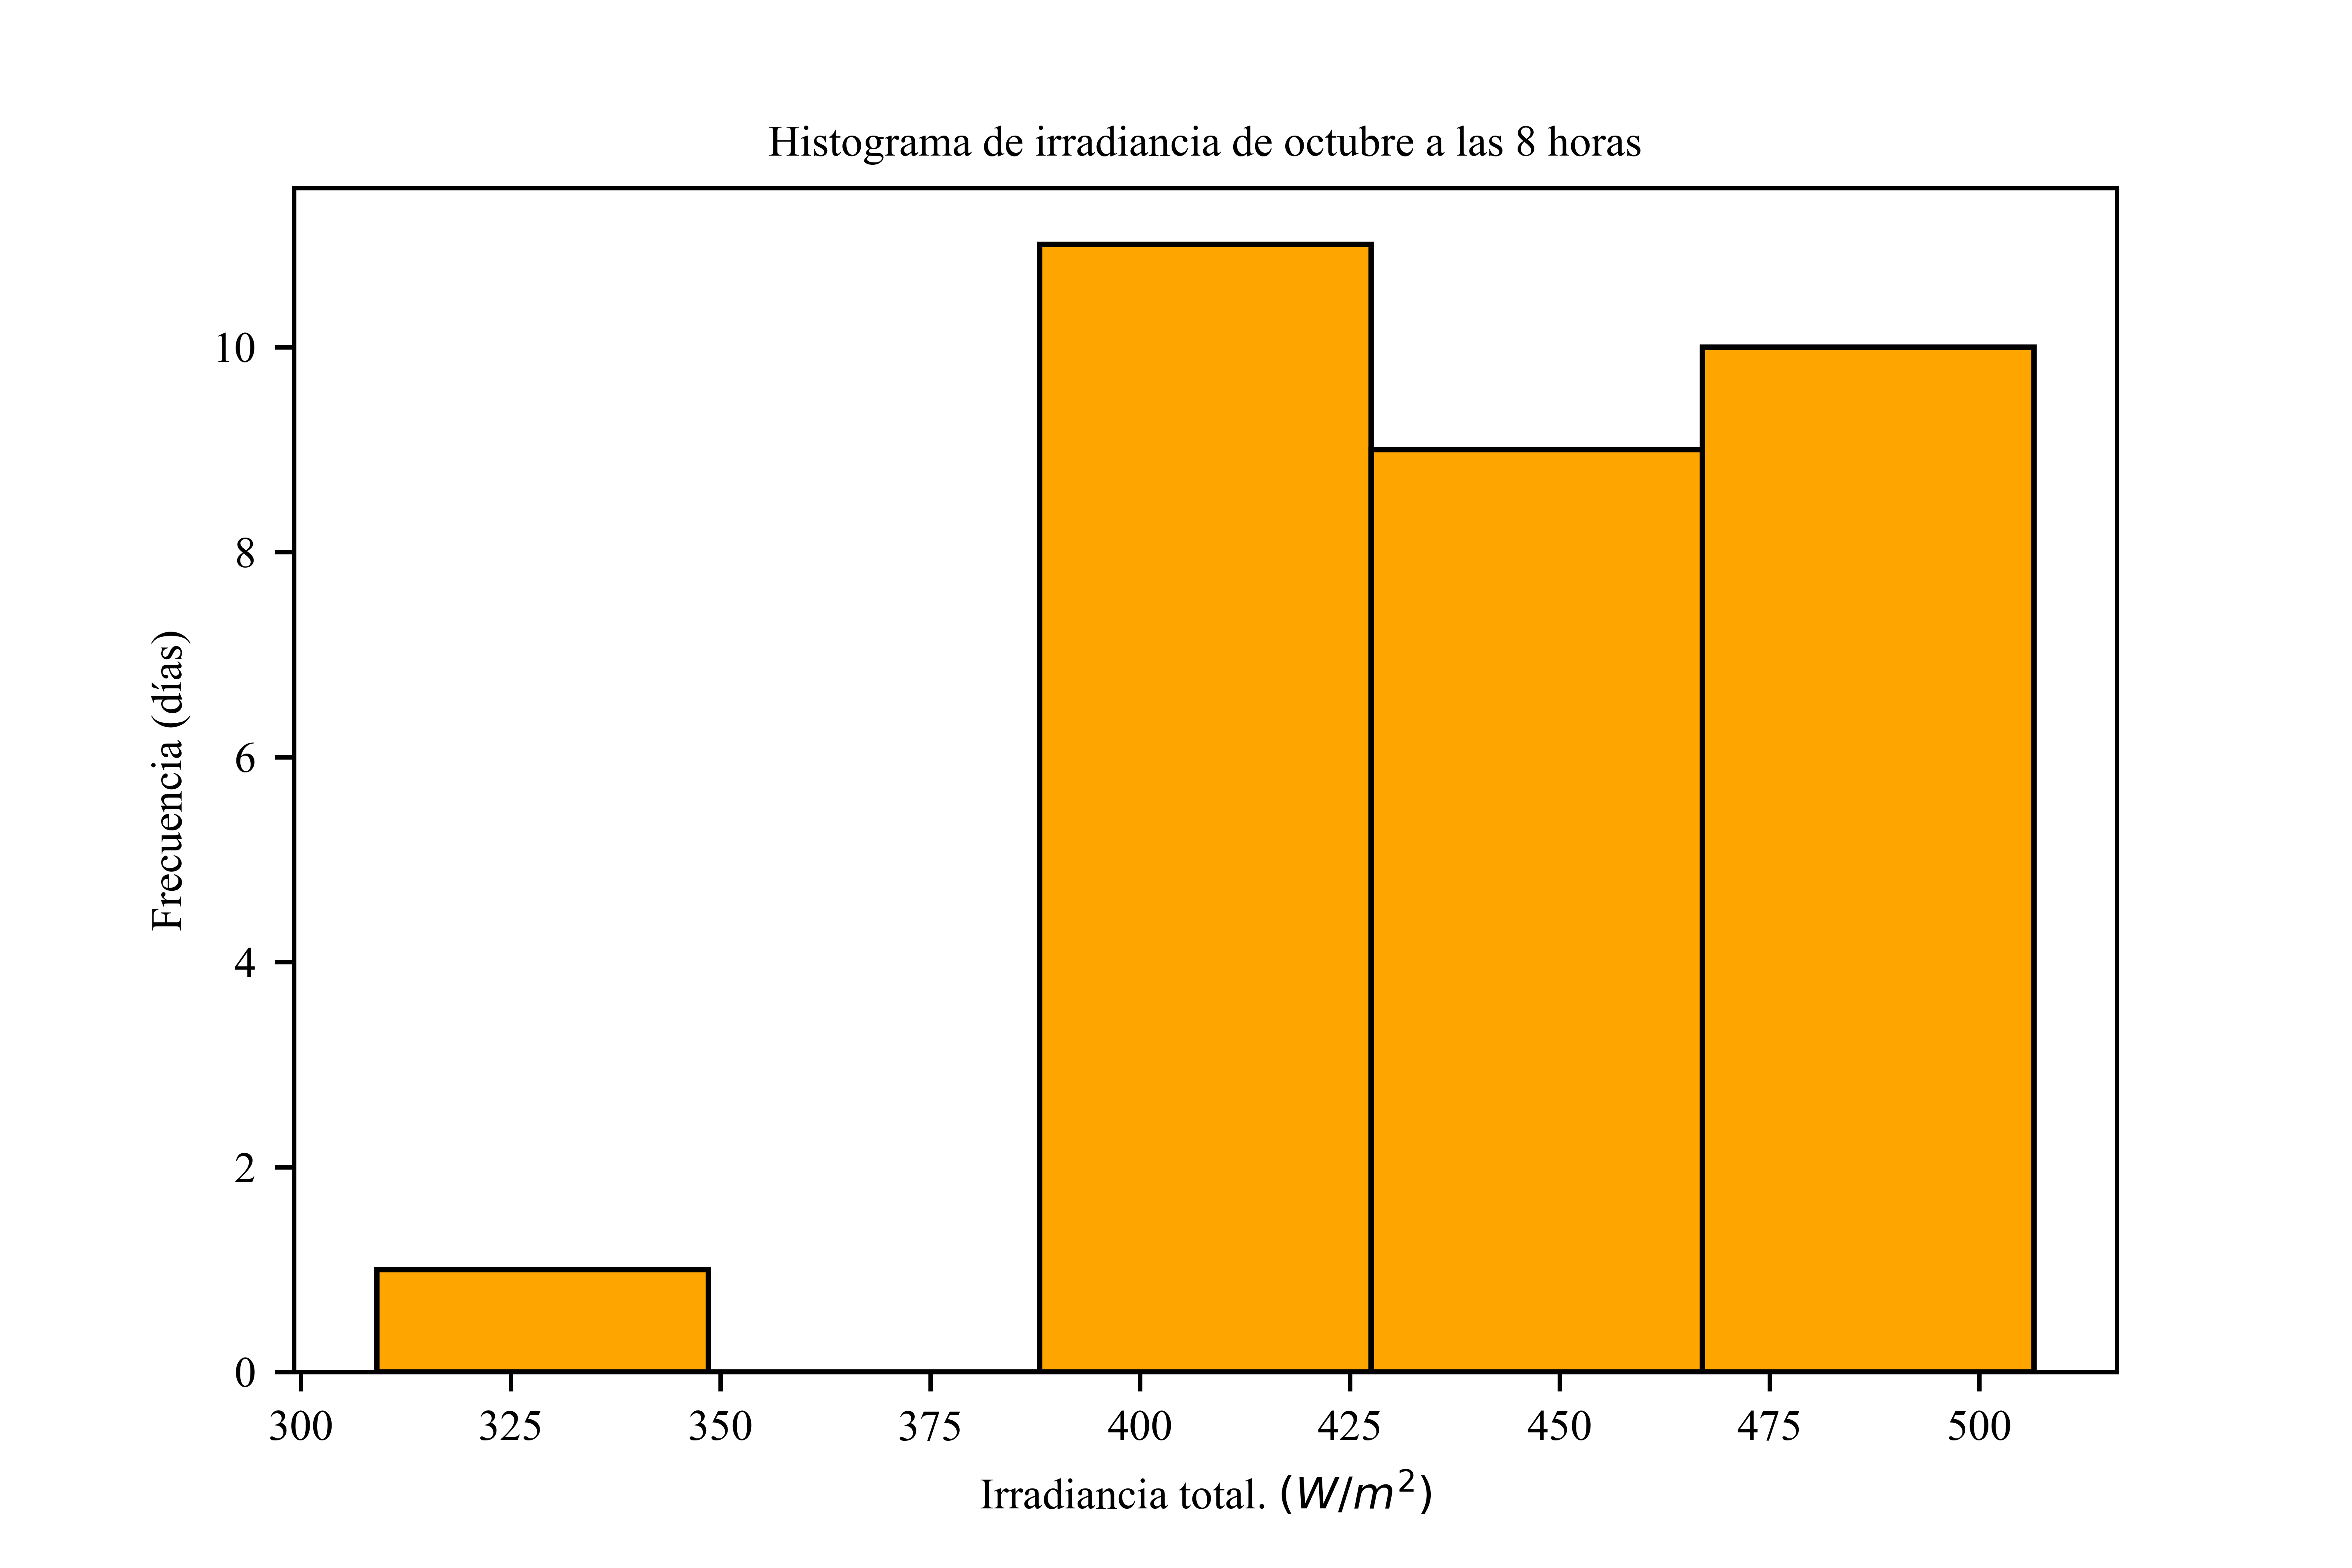 Histograma de irradiancia de octubre a las 8 horas
10
8
6
4
2
0
Frecuencia (días)
300 325 350 375 400 425 450 475 500
Irradiancia total. (W/m²)